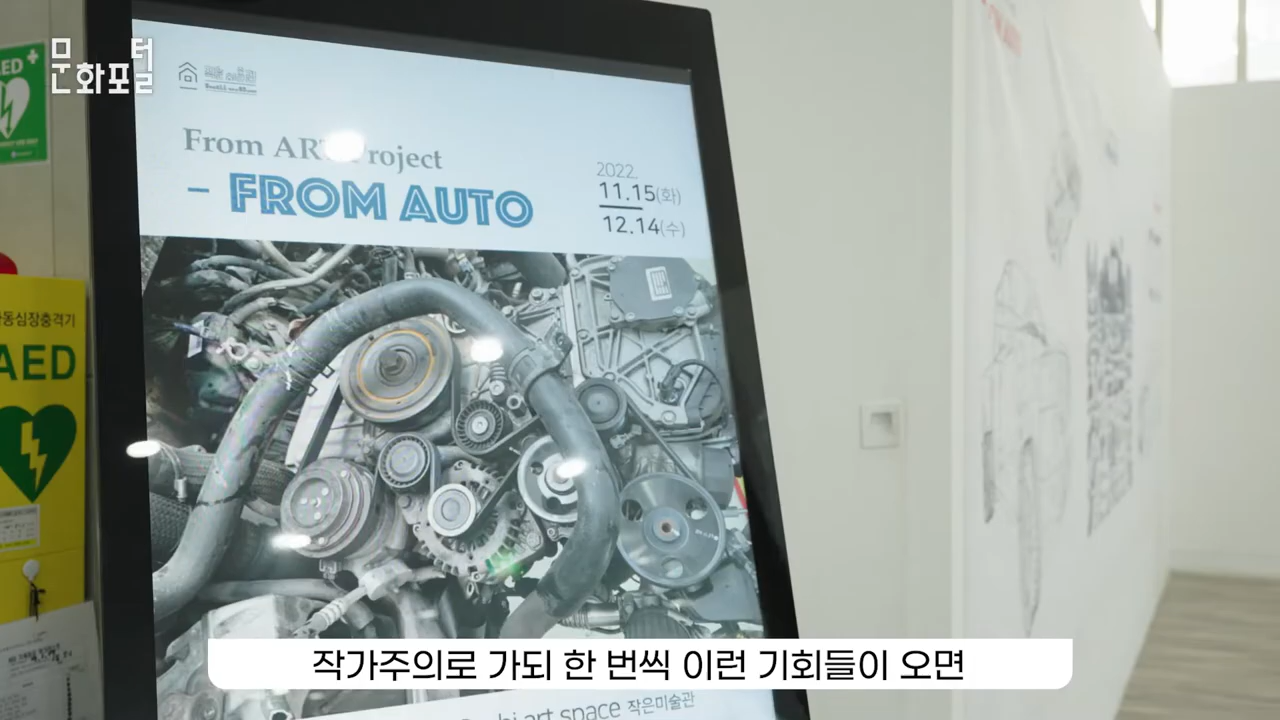 문화포털
AED
From ART Project
- FROM AUTO
2022.
11.15(화)
12.14(수)
자동심장충격기
AED
작가주의로 가되 한 번씩 이런 기회들이 오면
art space 작은미술관